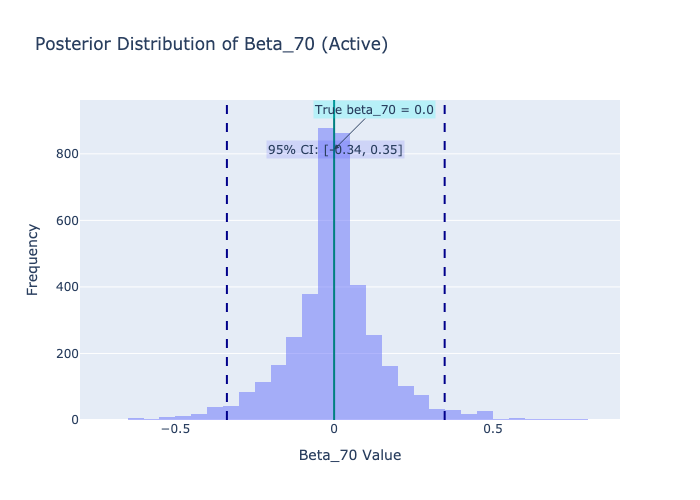 Posterior Distribution of Beta_70 (Active)
True beta_70 = 0.0
95% CI: [-0.34, 0.35]
800
600
400
200
0
Frequency
−0.5
0
0.5
Beta_70 Value